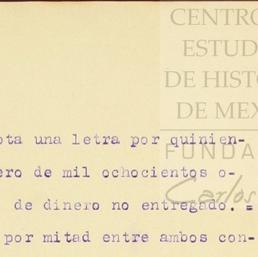 CENTRO
ESTUD
DE HISTO
DE MEX
FUNDA
Carlos
ota una letra por quinien-
ero de mil ochocientos o-
de dinero no entregado. =
por mitad entre ambos con-